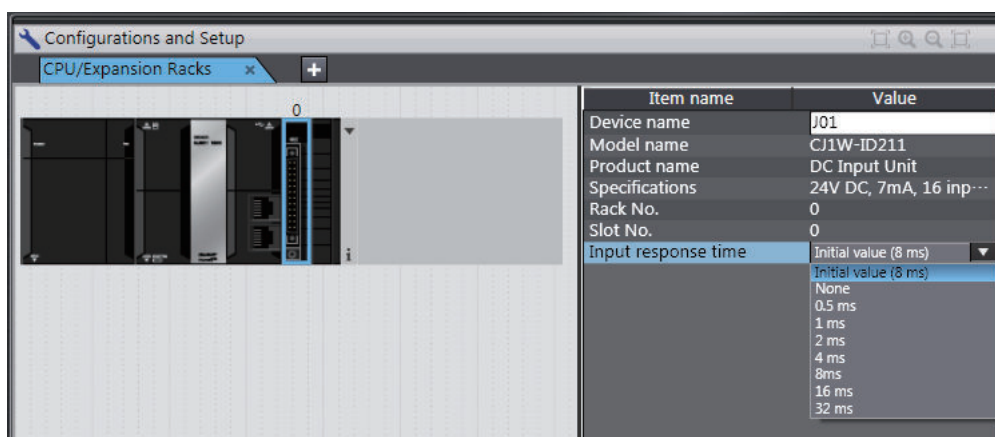 Configurations and Setup
CPU/Expansion Racks × +
0
i
Item name Value
Device name J01
Model name CJ1W-ID211
Product name DC Input Unit
Specifications 24V DC, 7mA, 16 inp…
Rack No. 0
Slot No. 0
Input response time Initial value (8 ms)
Initial value (8 ms)
None
0.5 ms
1 ms
2 ms
4 ms
8ms
16 ms
32 ms